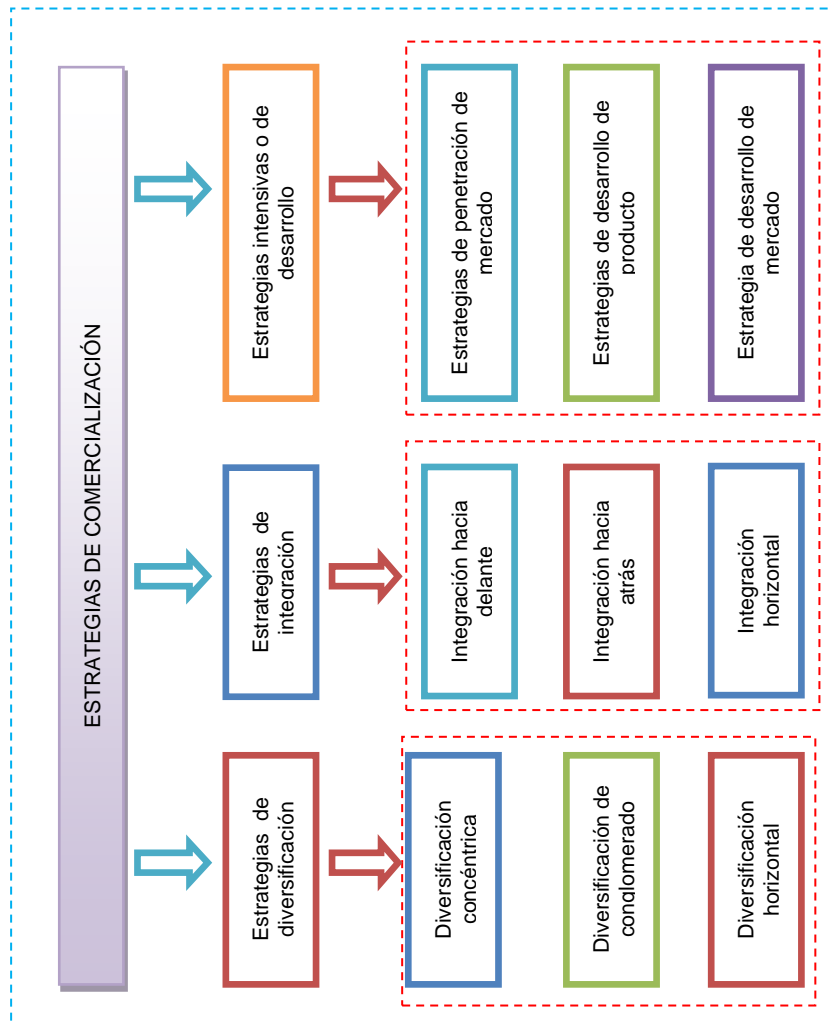 ESTRATEGIAS DE COMERCIALIZACIÓN
Estrategias de
diversificación
Estrategias de
integración
Estrategias intensivas o de
desarrollo
Diversificación
concéntrica
Integración hacia
delante
Estrategias de penetración de
mercado
Diversificación de
conglomerado
Integración hacia
atrás
Estrategias de desarrollo de
producto
Diversificación
horizontal
Integración
horizontal
Estrategia de desarrollo de
mercado